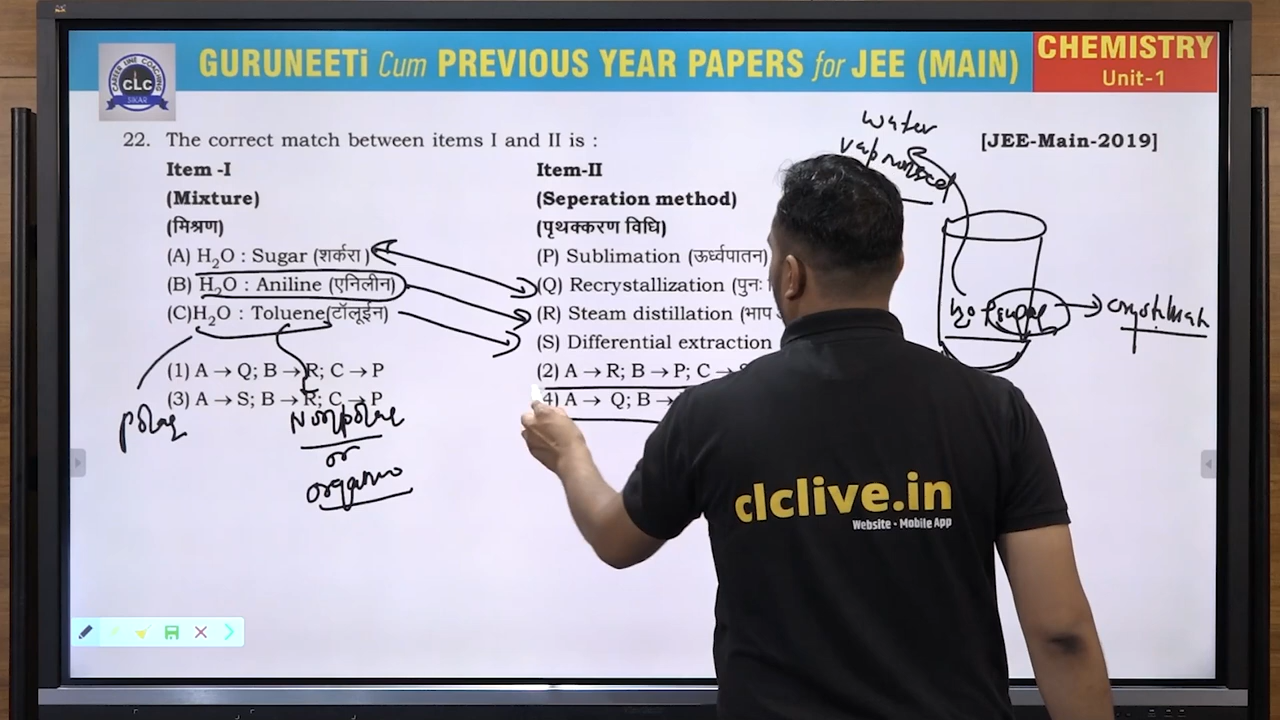 GURUNEETi Cum PREVIOUS YEAR PAPERS for JEE (MAIN)
CHEMISTRY
Unit-1
CAREER LINE COACHING
CLC
SIKAR
22. The correct match between items I and II is :
[JEE-Main-2019]
Item -I
Item-II
(Mixture)
(Seperation method)
(मिश्रण)
(पृथक्करण विधि)
(A) H₂O : Sugar (शर्करा)
(P) Sublimation (ऊर्ध्वपातन)
(B) H₂O : Aniline (एनिलीन)
(Q) Recrystallization (पुनः
(C)H₂O : Toluene(टॉलूईन)
(R) Steam distillation (भाप
(S) Differential extraction
(1) A → Q; B → R; C → P
(2) A → R; B → P; C →
(3) A → S; B → R; C → P
4) A → Q; B →
water
H₂O
polar
Nonpolar
or
organic
clclive.in
Website • Mobile App